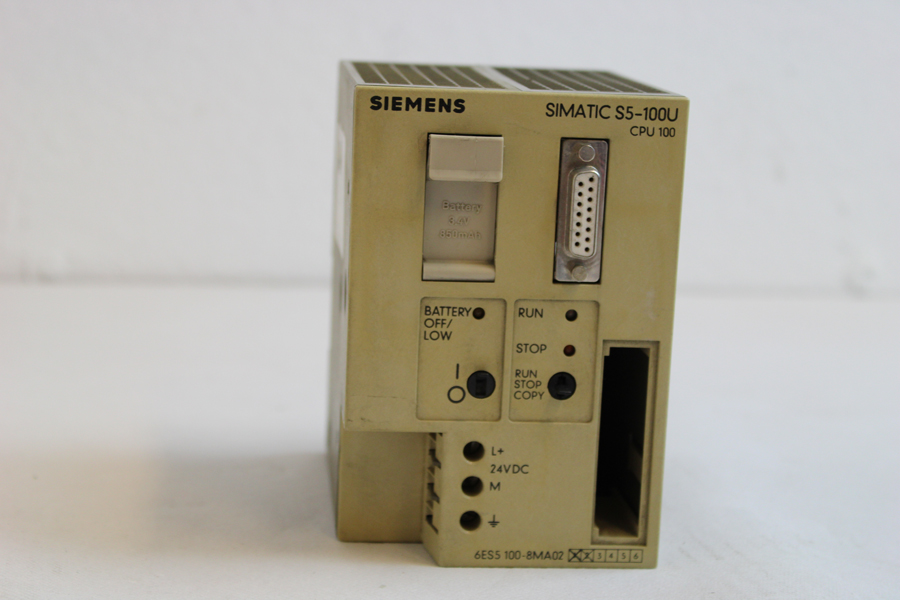 SIEMENS
SIMATIC S5-100U
CPU 100
Battery
BATTERY
OFF/
LOW
I
O
RUN
STOP
RUN
STOP
COPY
L+
24VDC
M
6ES5 100-8MA02 3 4 5 6